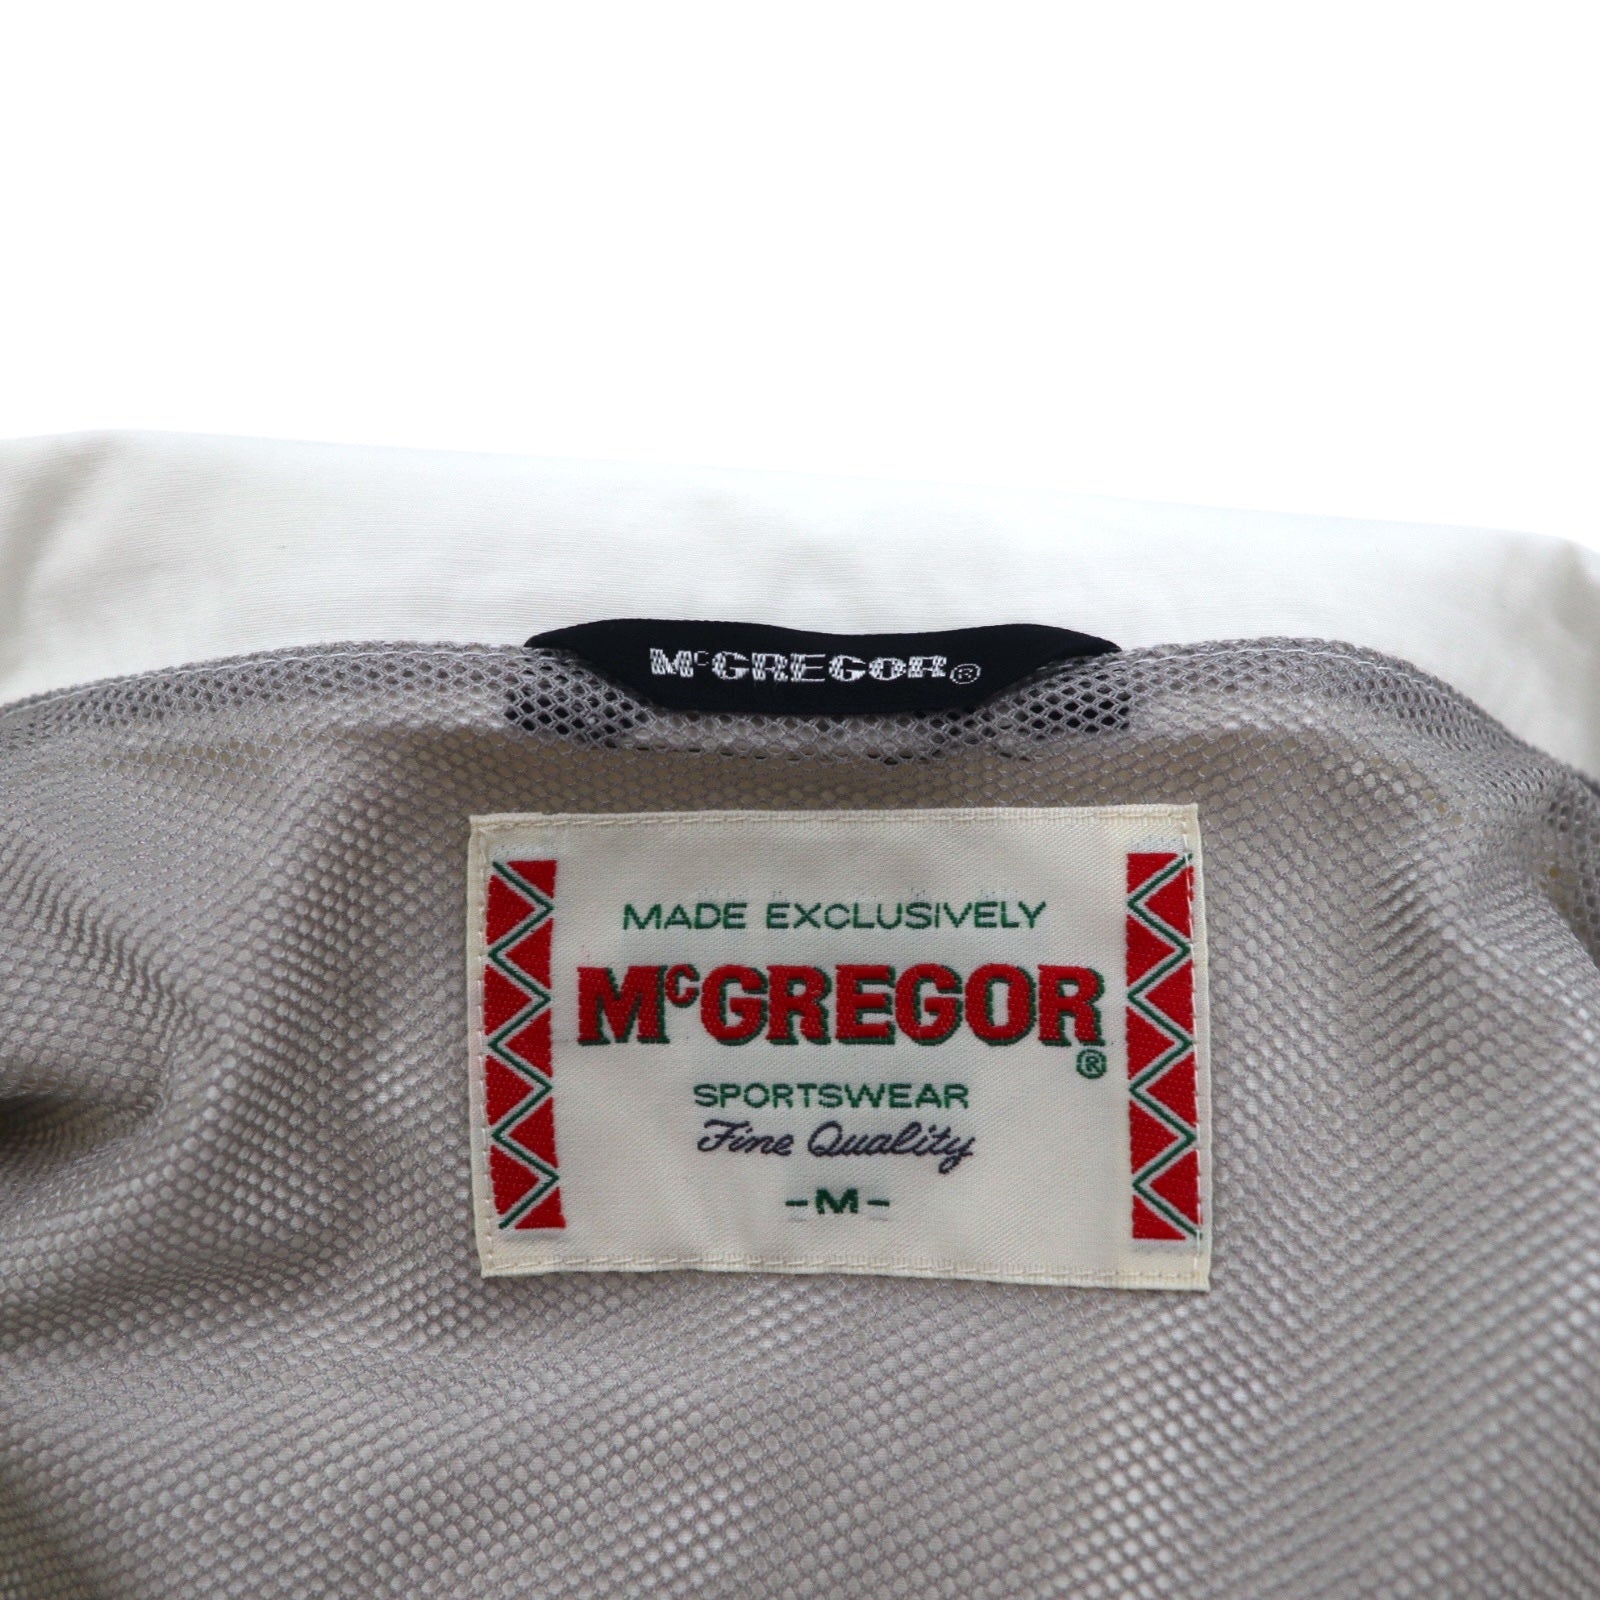 McGREGOR®
MADE EXCLUSIVELY
McGREGOR®
SPORTSWEAR
Fine Quality
-M-